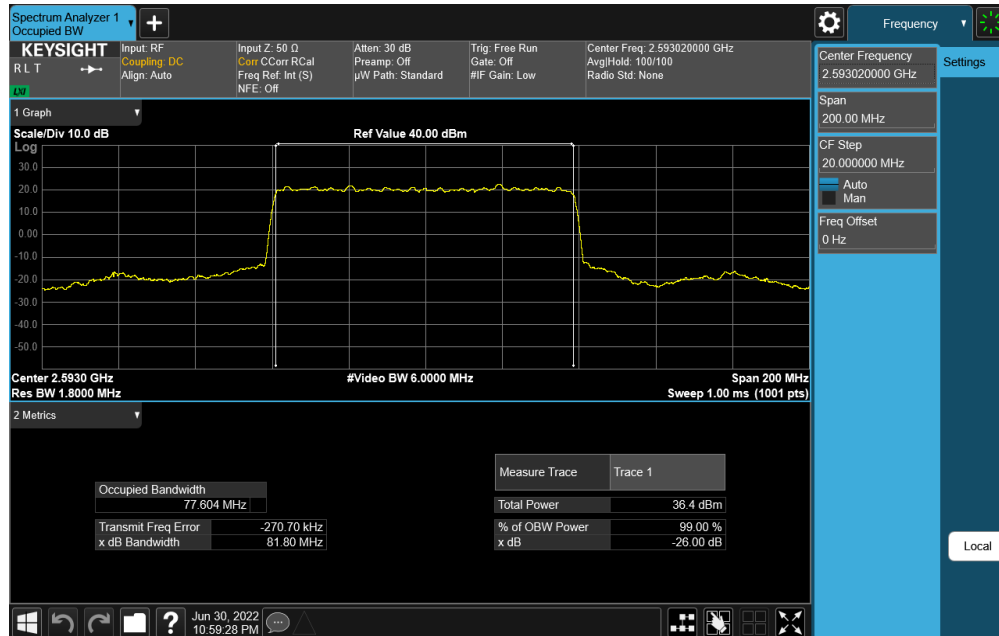 Spectrum Analyzer 1
Occupied BW
Frequency
KEYSIGHT
R L T
LXI
Input: RF
Coupling: DC
Align: Auto
Input Z: 50 Ω
Corr CCorr RCal
Freq Ref: Int (S)
NFE: Off
Atten: 30 dB
Preamp: Off
µW Path: Standard
Trig: Free Run
Gate: Off
#IF Gain: Low
Center Freq: 2.593020000 GHz
Avg|Hold: 100/100
Radio Std: None
Center Frequency
2.593020000 GHz
Settings
Span
200.00 MHz
CF Step
20.000000 MHz
Auto
Man
Freq Offset
0 Hz
Local
1 Graph
Scale/Div 10.0 dB
Ref Value 40.00 dBm
Log
30.0
20.0
10.0
0.00
-10.0
-20.0
-30.0
-40.0
-50.0
Center 2.5930 GHz
#Video BW 6.0000 MHz
Span 200 MHz
Res BW 1.8000 MHz
Sweep 1.00 ms (1001 pts)
2 Metrics
Occupied Bandwidth
77.604 MHz
Transmit Freq Error -270.70 kHz
x dB Bandwidth 81.80 MHz
Measure Trace Trace 1
Total Power 36.4 dBm
% of OBW Power 99.00 %
x dB -26.00 dB
Jun 30, 2022
10:59:28 PM